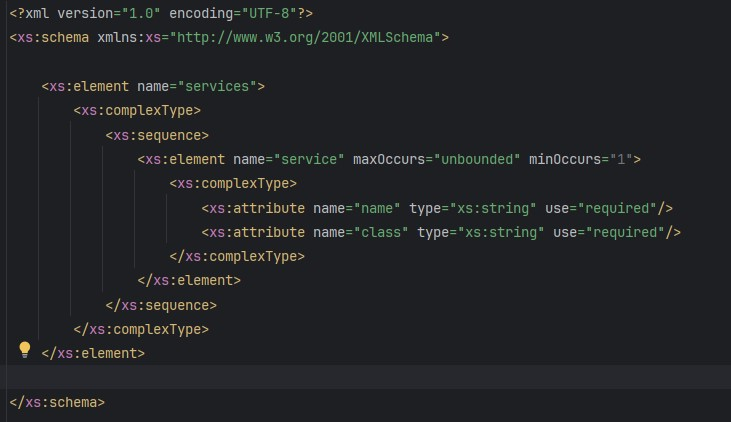 <?xml version="1.0" encoding="UTF-8"?>
<xs:schema xmlns:xs="http://www.w3.org/2001/XMLSchema">
<xs:element name="services">
<xs:complexType>
<xs:sequence>
<xs:element name="service" maxOccurs="unbounded" minOccurs="1">
<xs:complexType>
<xs:attribute name="name" type="xs:string" use="required"/>
<xs:attribute name="class" type="xs:string" use="required"/>
</xs:complexType>
</xs:element>
</xs:sequence>
</xs:complexType>
</xs:element>
</xs:schema>